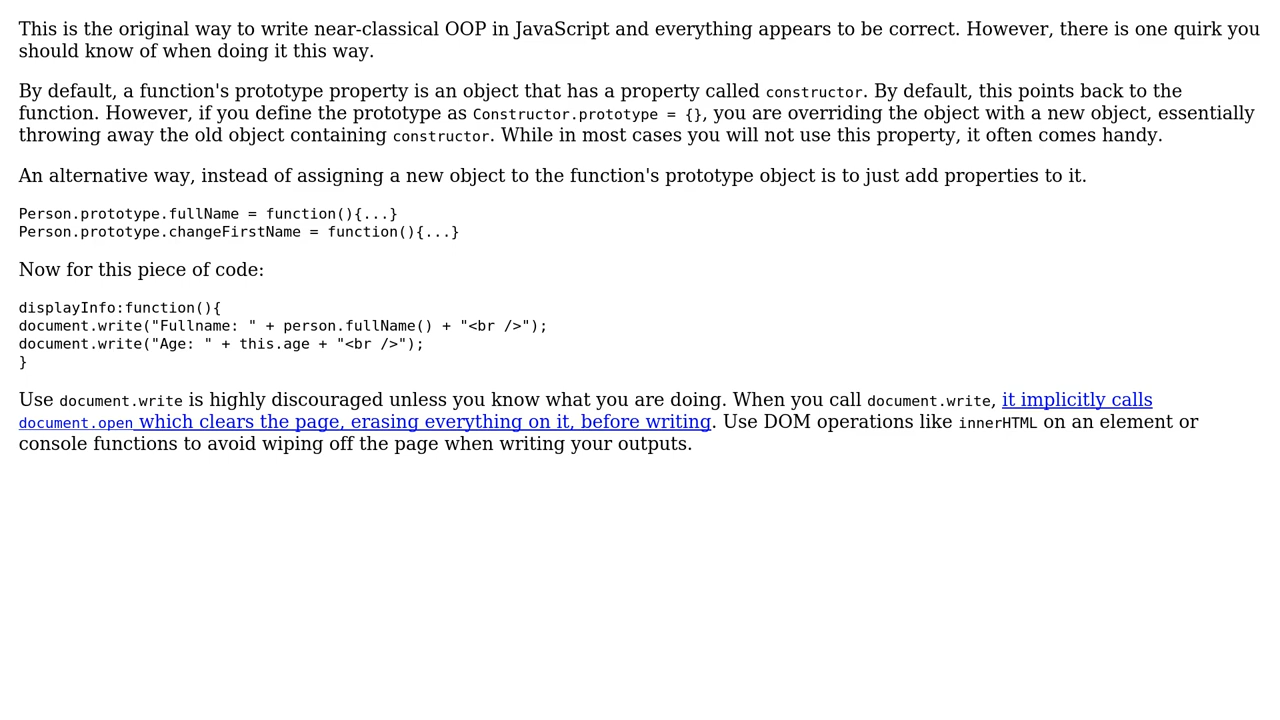 This is the original way to write near-classical OOP in JavaScript and everything appears to be correct. However, there is one quirk you
should know of when doing it this way.
By default, a function's prototype property is an object that has a property called constructor. By default, this points back to the
function. However, if you define the prototype as Constructor.prototype = {}, you are overriding the object with a new object, essentially
throwing away the old object containing constructor. While in most cases you will not use this property, it often comes handy.
An alternative way, instead of assigning a new object to the function's prototype object is to just add properties to it.
Person.prototype.fullName = function(){...}
Person.prototype.changeFirstName = function(){...}
Now for this piece of code:
displayInfo:function(){
document.write("Fullname: " + person.fullName() + "<br />");
document.write("Age: " + this.age + "<br />");
}
Use document.write is highly discouraged unless you know what you are doing. When you call document.write, it implicitly calls
document.open which clears the page, erasing everything on it, before writing. Use DOM operations like innerHTML on an element or
console functions to avoid wiping off the page when writing your outputs.